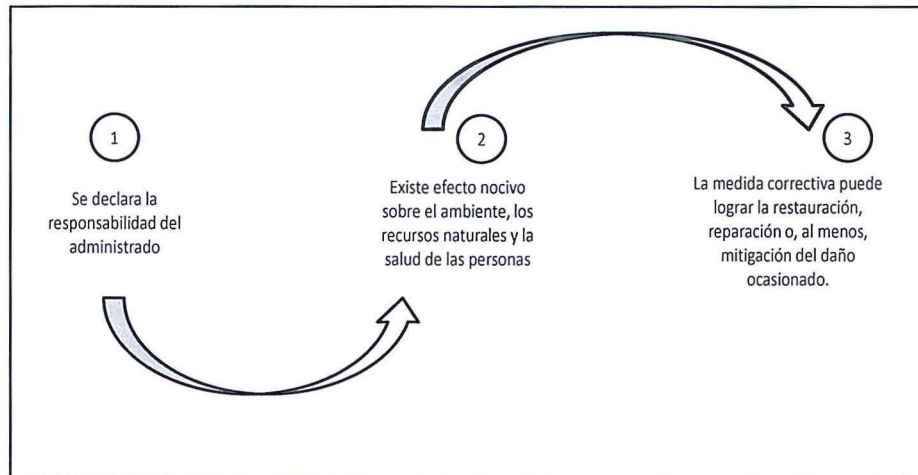 1
Se declara la
responsabilidad del
administrado
2
Existe efecto nocivo
sobre el ambiente, los
recursos naturales y la
salud de las personas
3
La medida correctiva puede
lograr la restauración,
reparación o, al menos,
mitigación del daño
ocasionado.